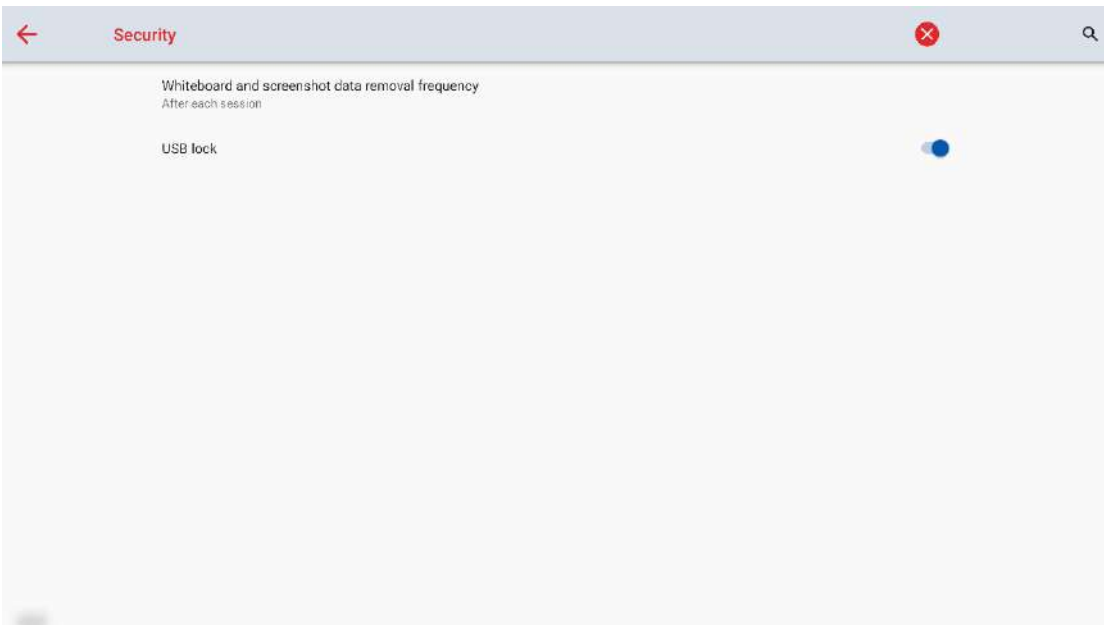 Security
Whiteboard and screenshot data removal frequency
After each session
USB lock